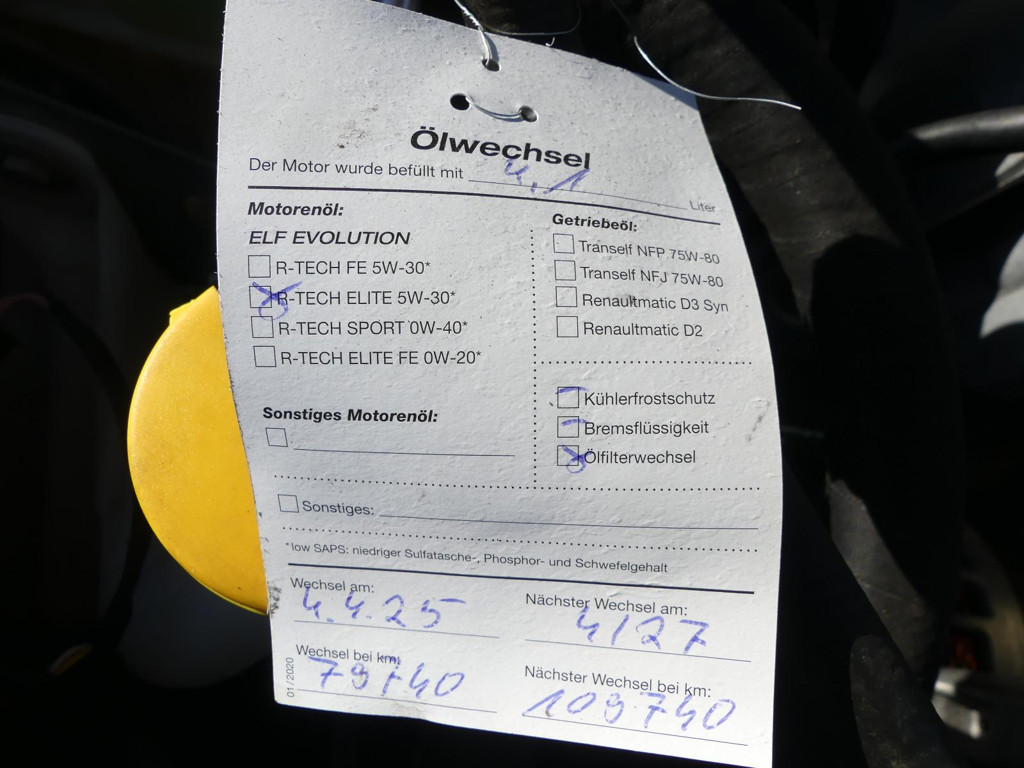 Ölwechsel
Der Motor wurde befüllt mit 4,1 Liter
Motorenöl:
ELF EVOLUTION
R-TECH FE 5W-30*
R-TECH ELITE 5W-30*
R-TECH SPORT 0W-40*
R-TECH ELITE FE 0W-20*
Sonstiges Motorenöl:
Getriebeöl:
Tranself NFP 75W-80
Tranself NFJ 75W-80
Renaultmatic D3 Syn
Renaultmatic D2
Kühlerfrostschutz
Bremsflüssigkeit
Ölfilterwechsel
Sonstiges:
*low SAPS: niedriger Sulfatasche-, Phosphor- und Schwefelgehalt
Wechsel am:
4.4.25
Nächster Wechsel am:
4/27
Wechsel bei km:
79740
Nächster Wechsel bei km:
109740
01/2020